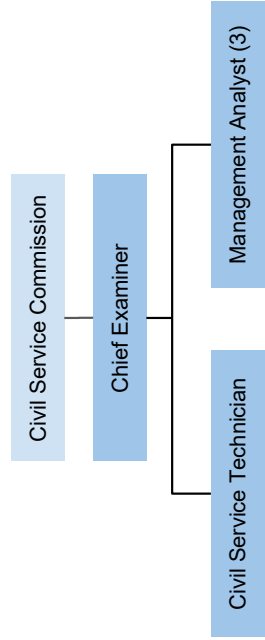 Civil Service Commission
Chief Examiner
Civil Service Technician
Management Analyst (3)